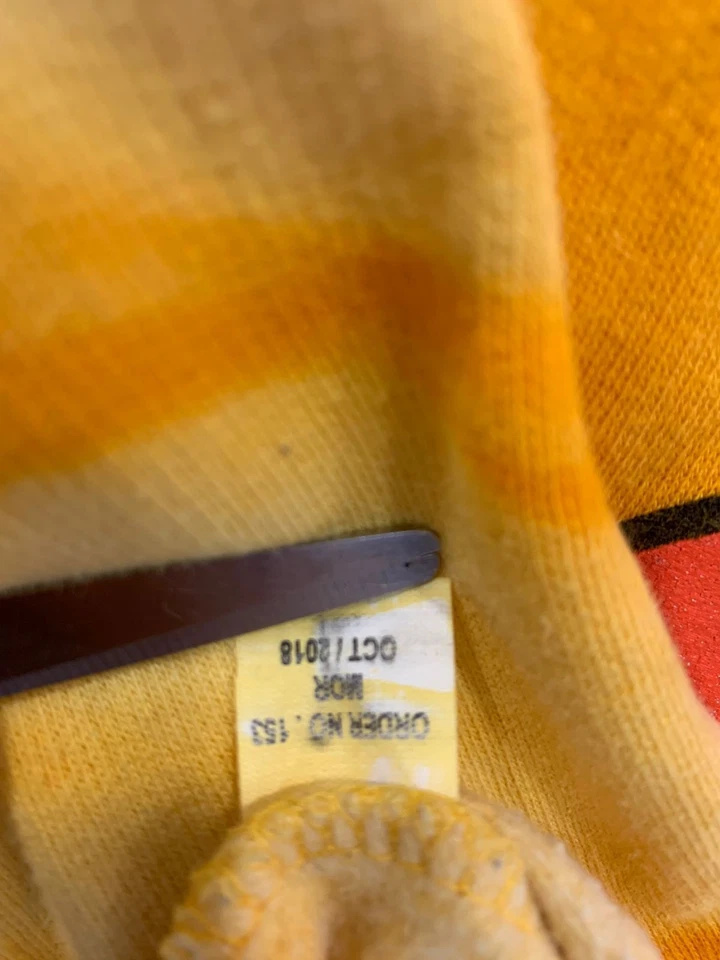 ORDER NO. 153
MOR
OCT/2018